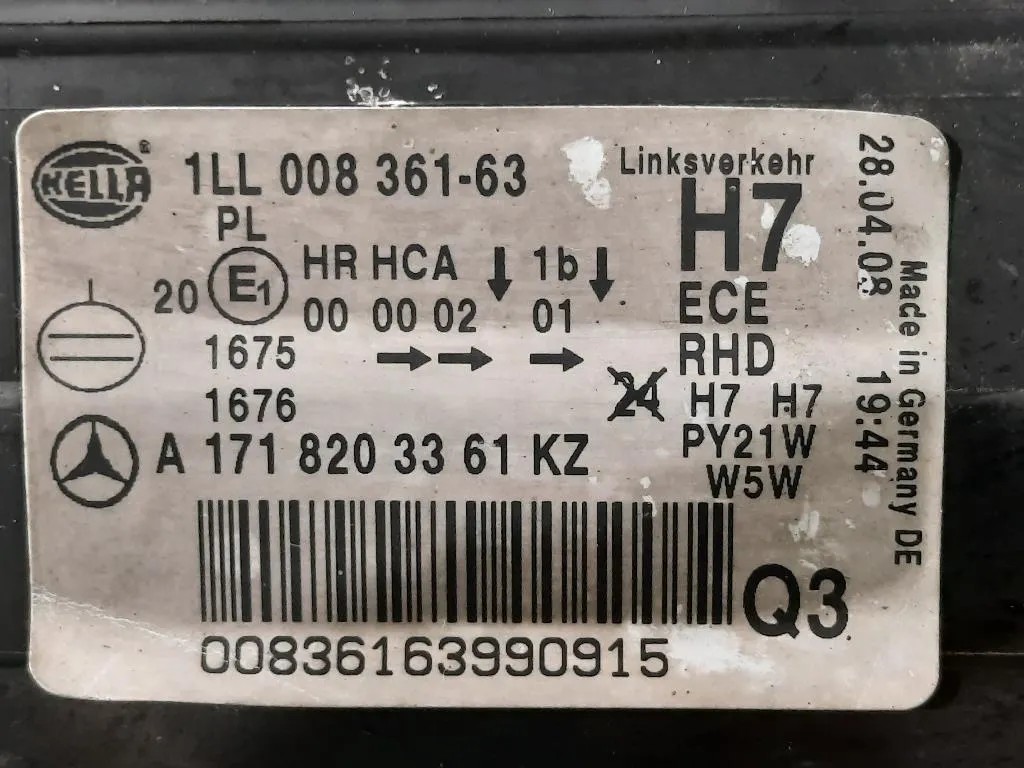 HELLA ®
1LL 008 361-63
Linksverkehr
PL
H7
20 E1 HR HCA ↓ 1b ↓
00 00 02 01
ECE
1675 → → →
RHD
1676
24 H7 H7
A 171 820 33 61 KZ
PY21W
W5W
00836163990915
Q3
28.04.08 19:44
Made in Germany DE